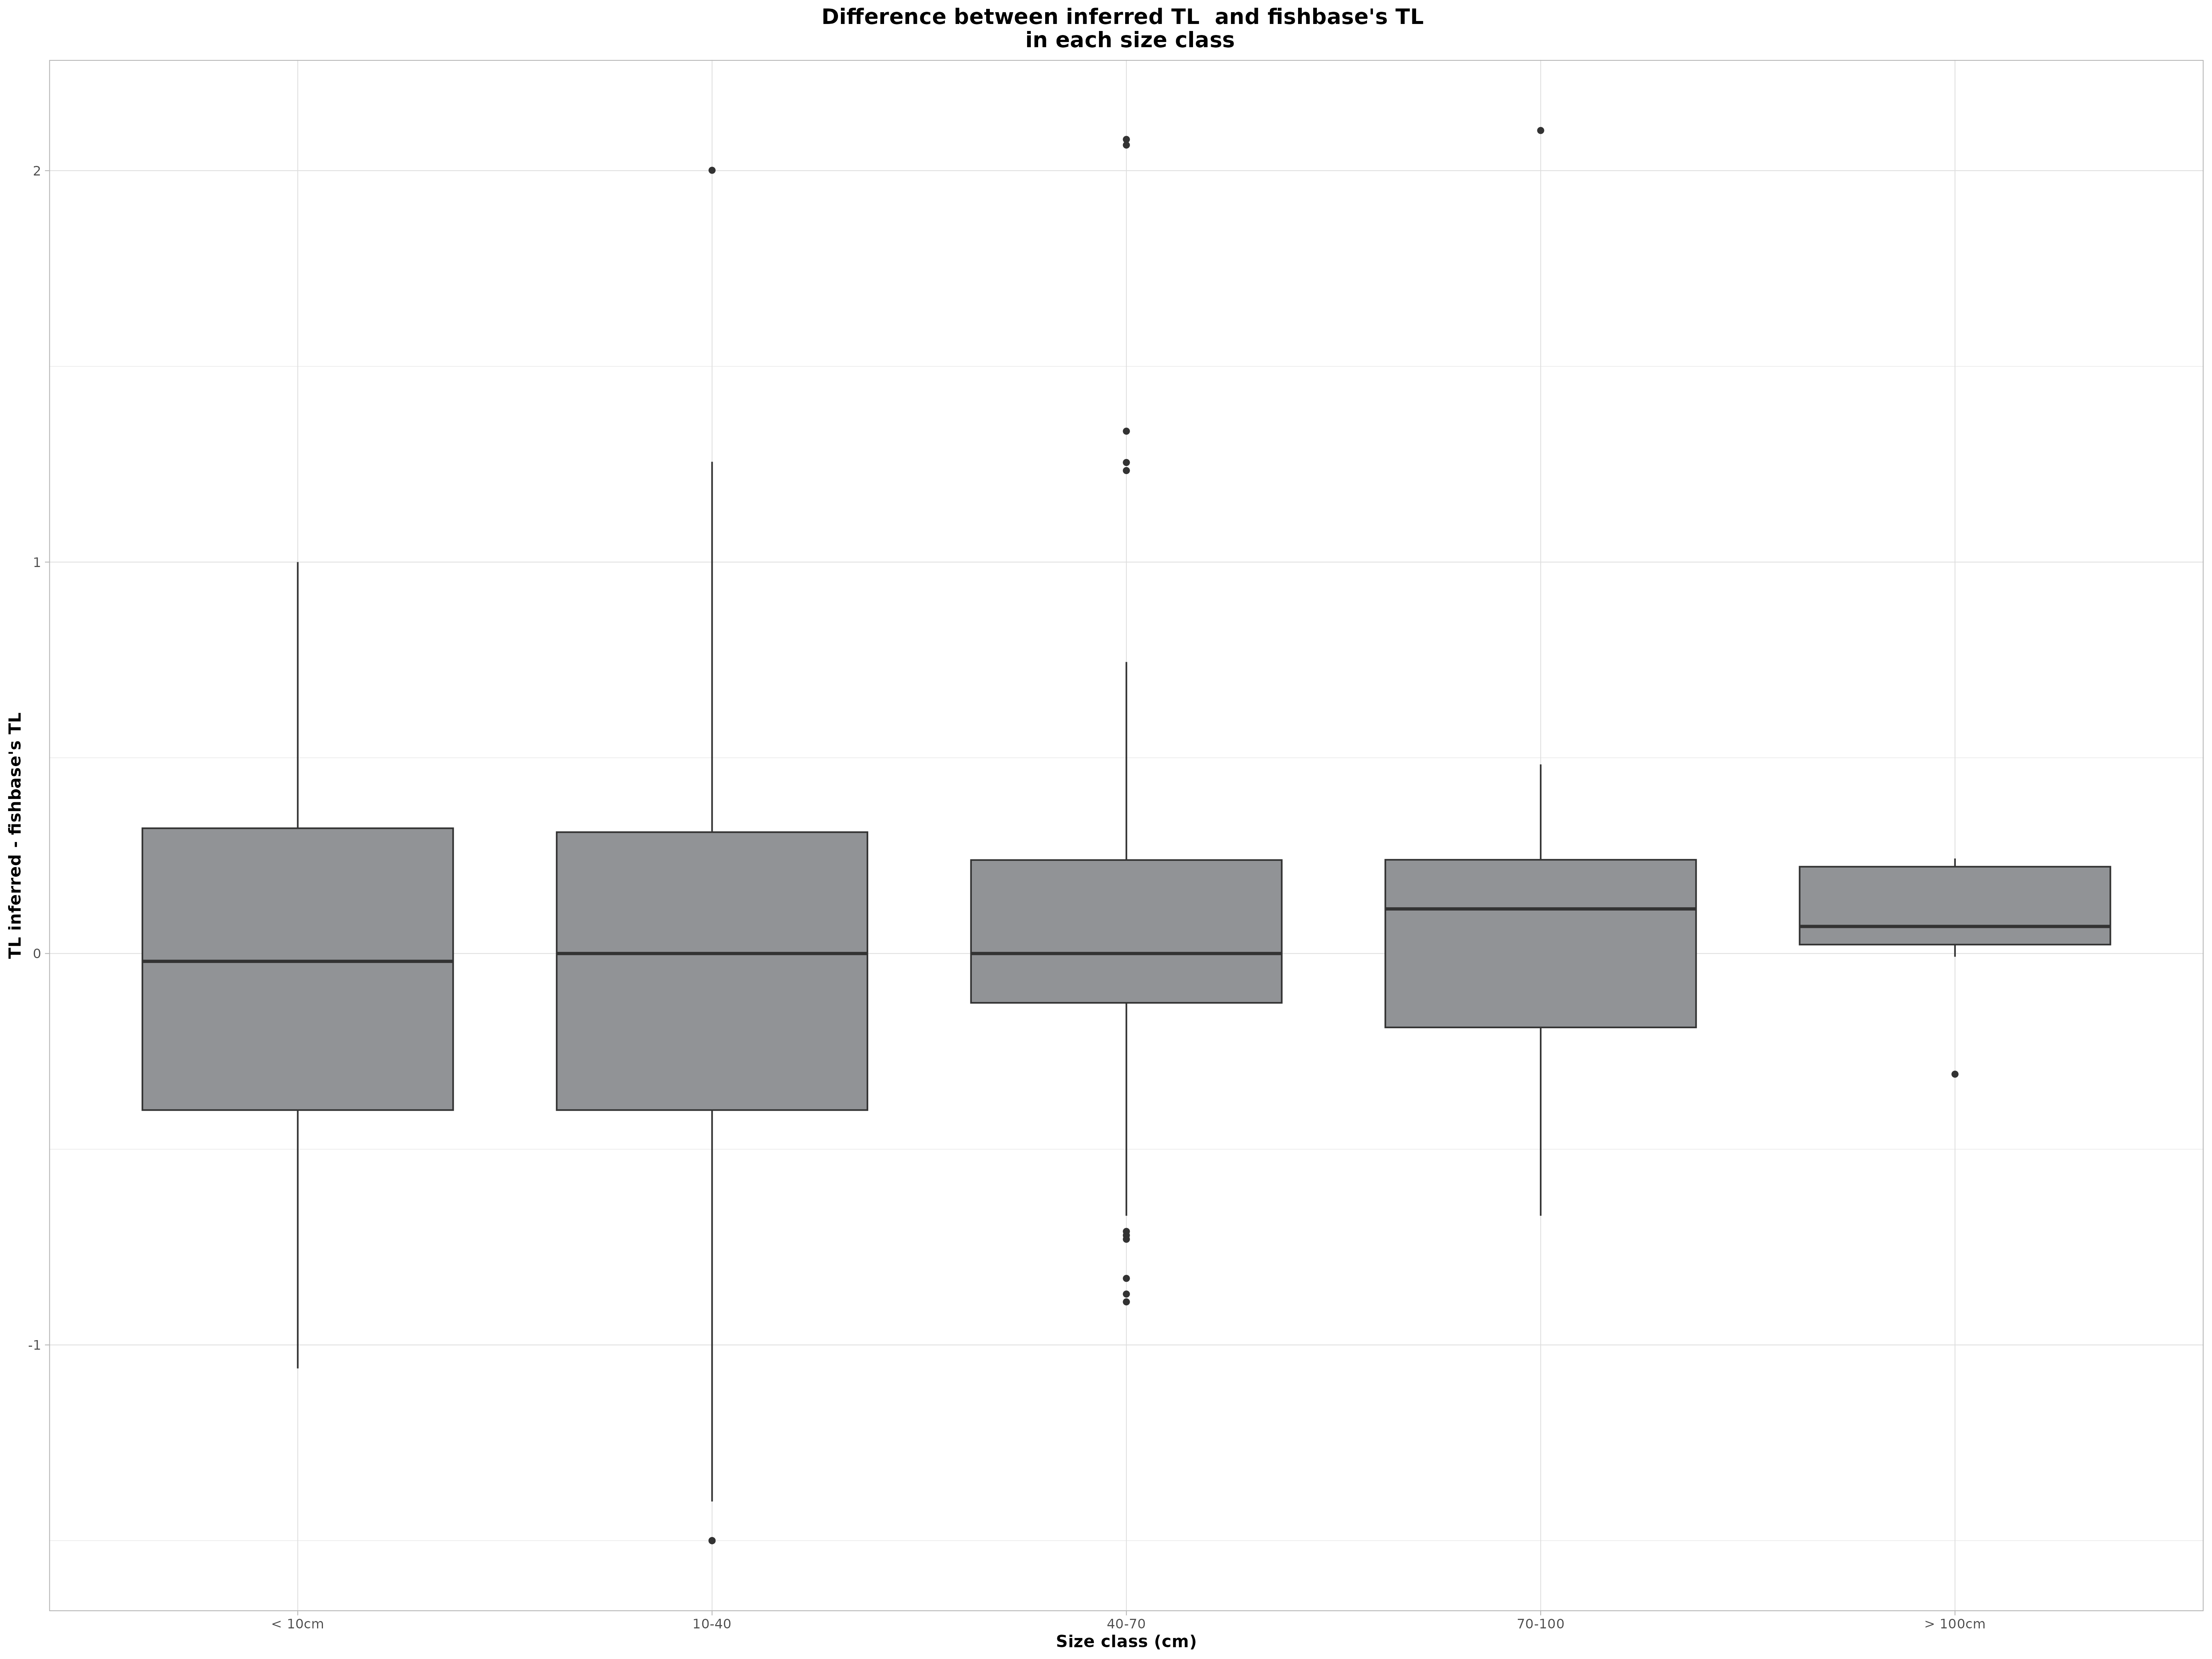 Difference between inferred TL  and fishbase's TL
in each size class
TL inferred - fishbase's TL
2
1
0
-1
< 10cm
10-40
40-70
70-100
> 100cm
Size class (cm)